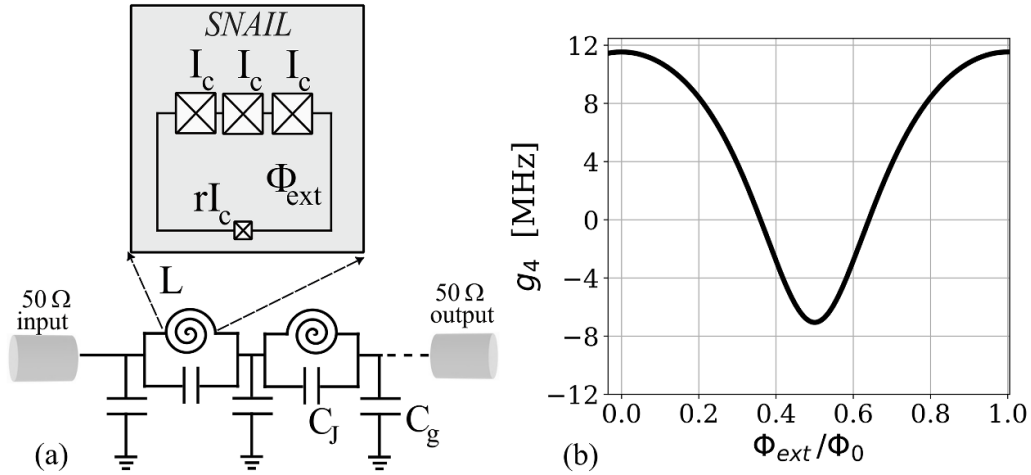 SNAIL
I_c I_c I_c
rI_c Φ_ext
L
50 Ω
input
50 Ω
output
C_J C_g
(a)
g₄ [MHz]
12
8
4
0
−4
−8
−12
0.0 0.2 0.4 0.6 0.8 1.0
Φ_ext/Φ_0
(b)